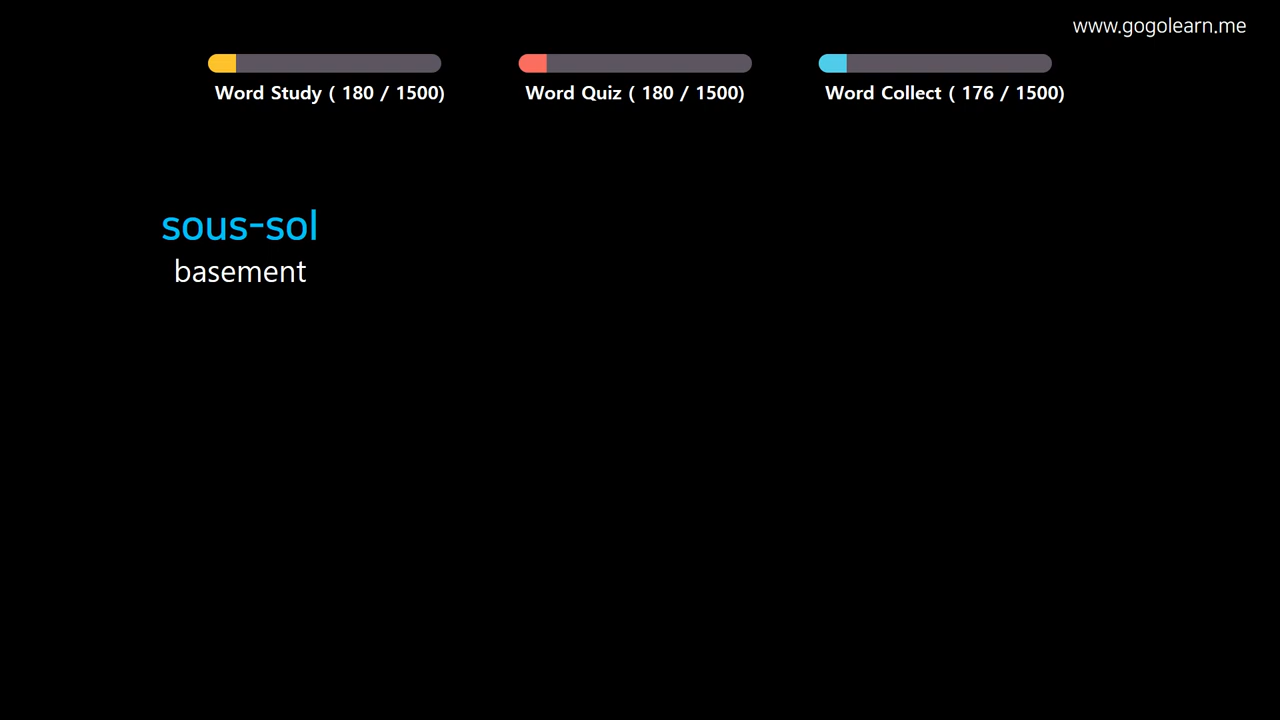 www.gogolearn.me
Word Study ( 180 / 1500)
Word Quiz ( 180 / 1500)
Word Collect ( 176 / 1500)
sous-sol
basement